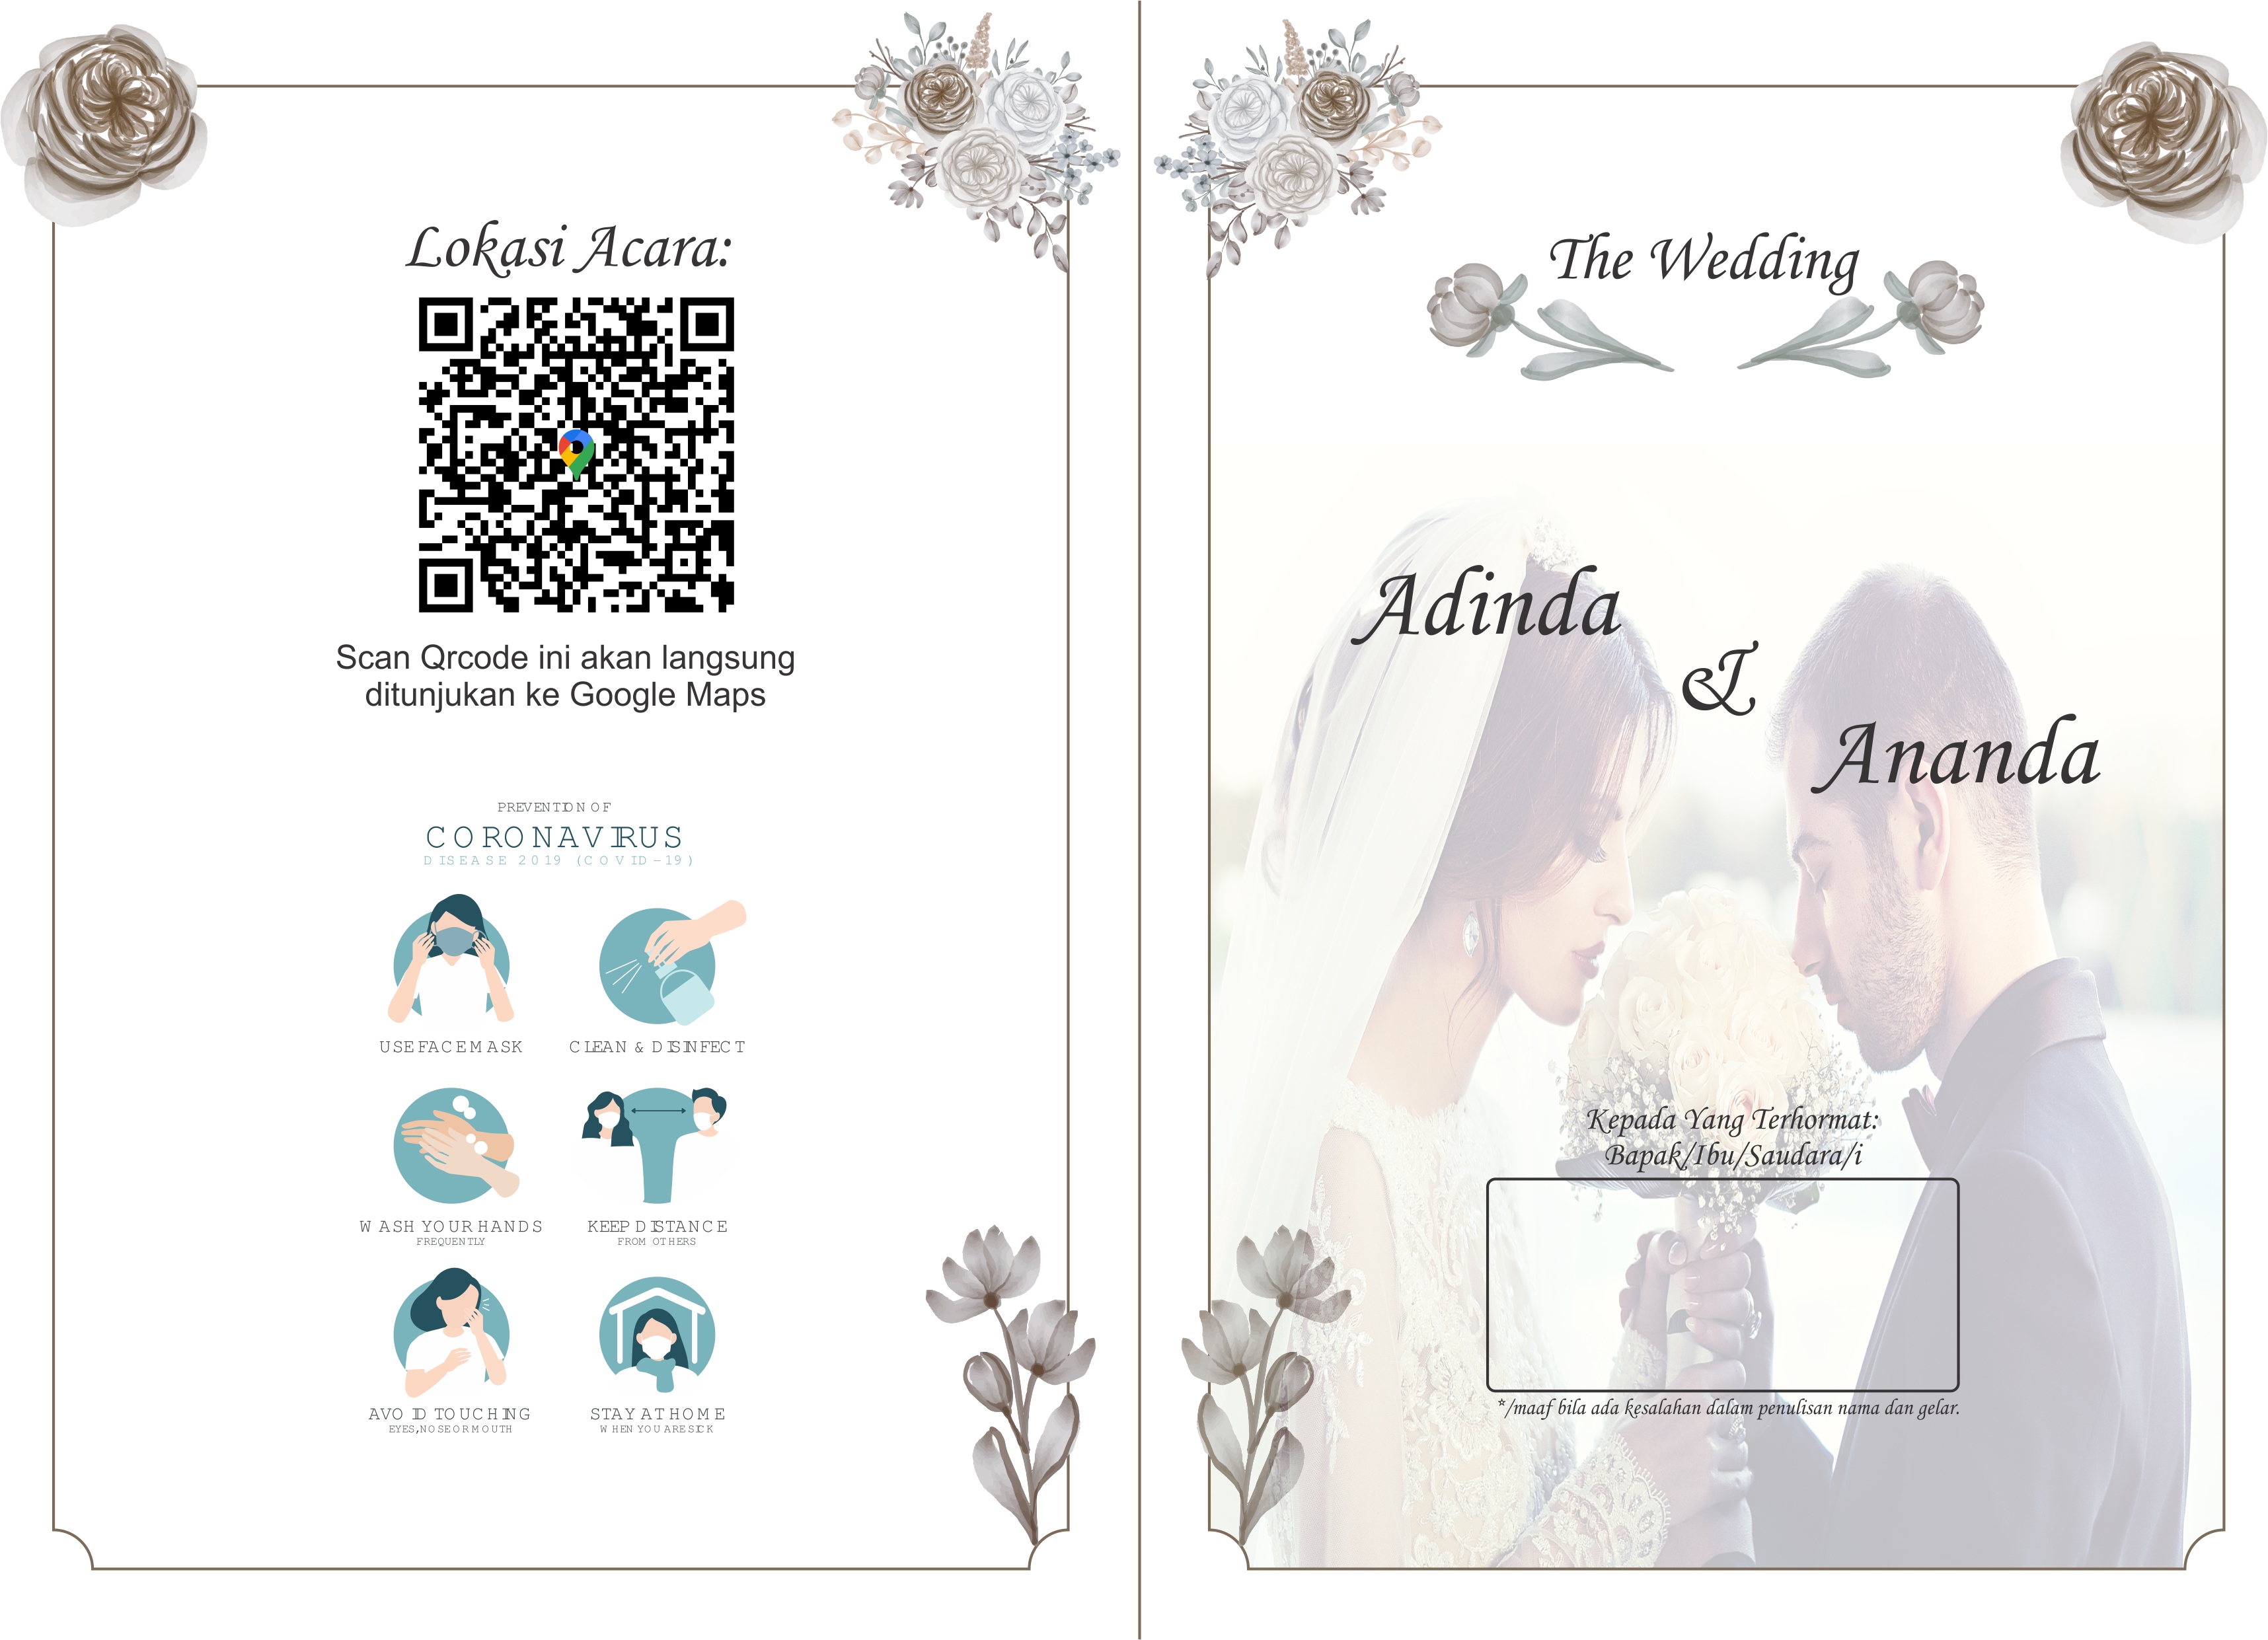 Lokasi Acara:
Scan Qrcode ini akan langsung
ditunjukan ke Google Maps
PREVENTION OF
CORONAVIRUS
DISEASE 2019 (COVID-19)
USE FACE MASK
CLEAN & DISINFECT
WASH YOUR HANDS
FREQUENTLY
KEEP DISTANCE
FROM OTHERS
AVOID TOUCHING
EYES, NOSE OR MOUTH
STAY AT HOME
WHEN YOU ARE SICK
The Wedding
Adinda
&
Ananda
Kepada Yang Terhormat:
Bapak/Ibu/Saudara/i
*/maaf bila ada kesalahan dalam penulisan nama dan gelar.